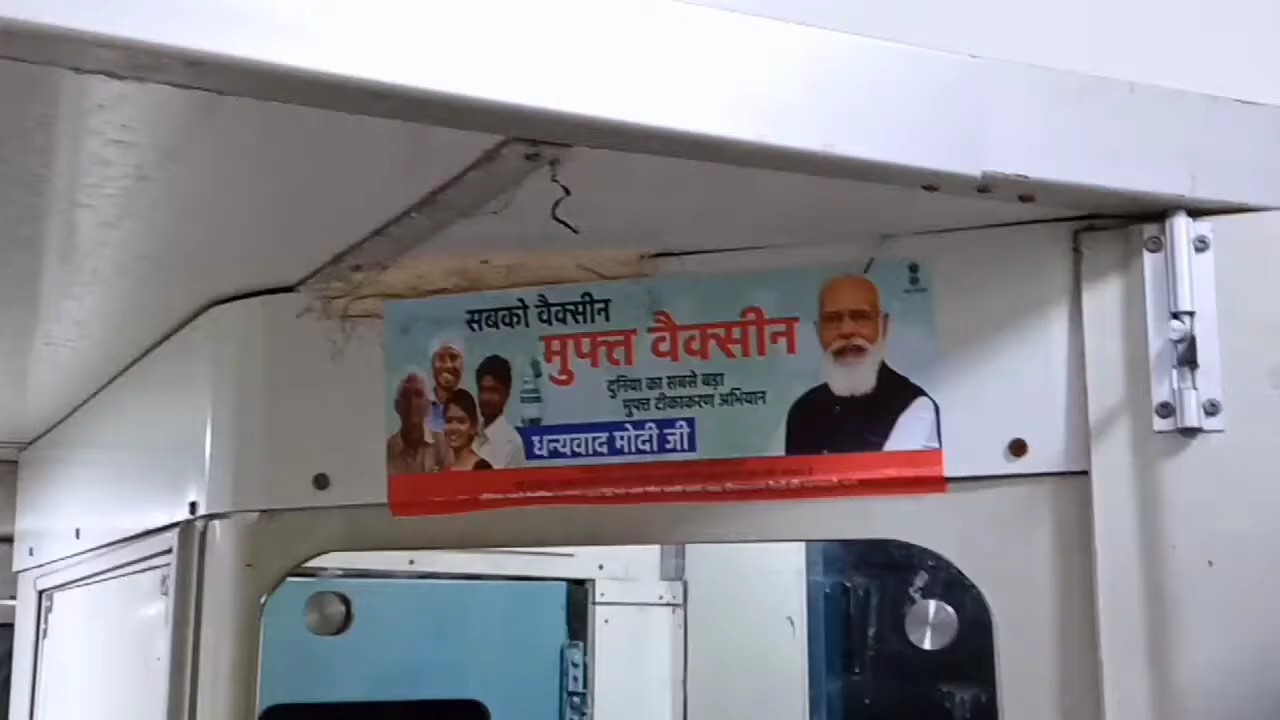 सबको वैक्सीन
मुफ्त वैक्सीन
दुनिया का सबसे बड़ा
मुफ्त टीकाकरण अभियान
धन्यवाद मोदी जी